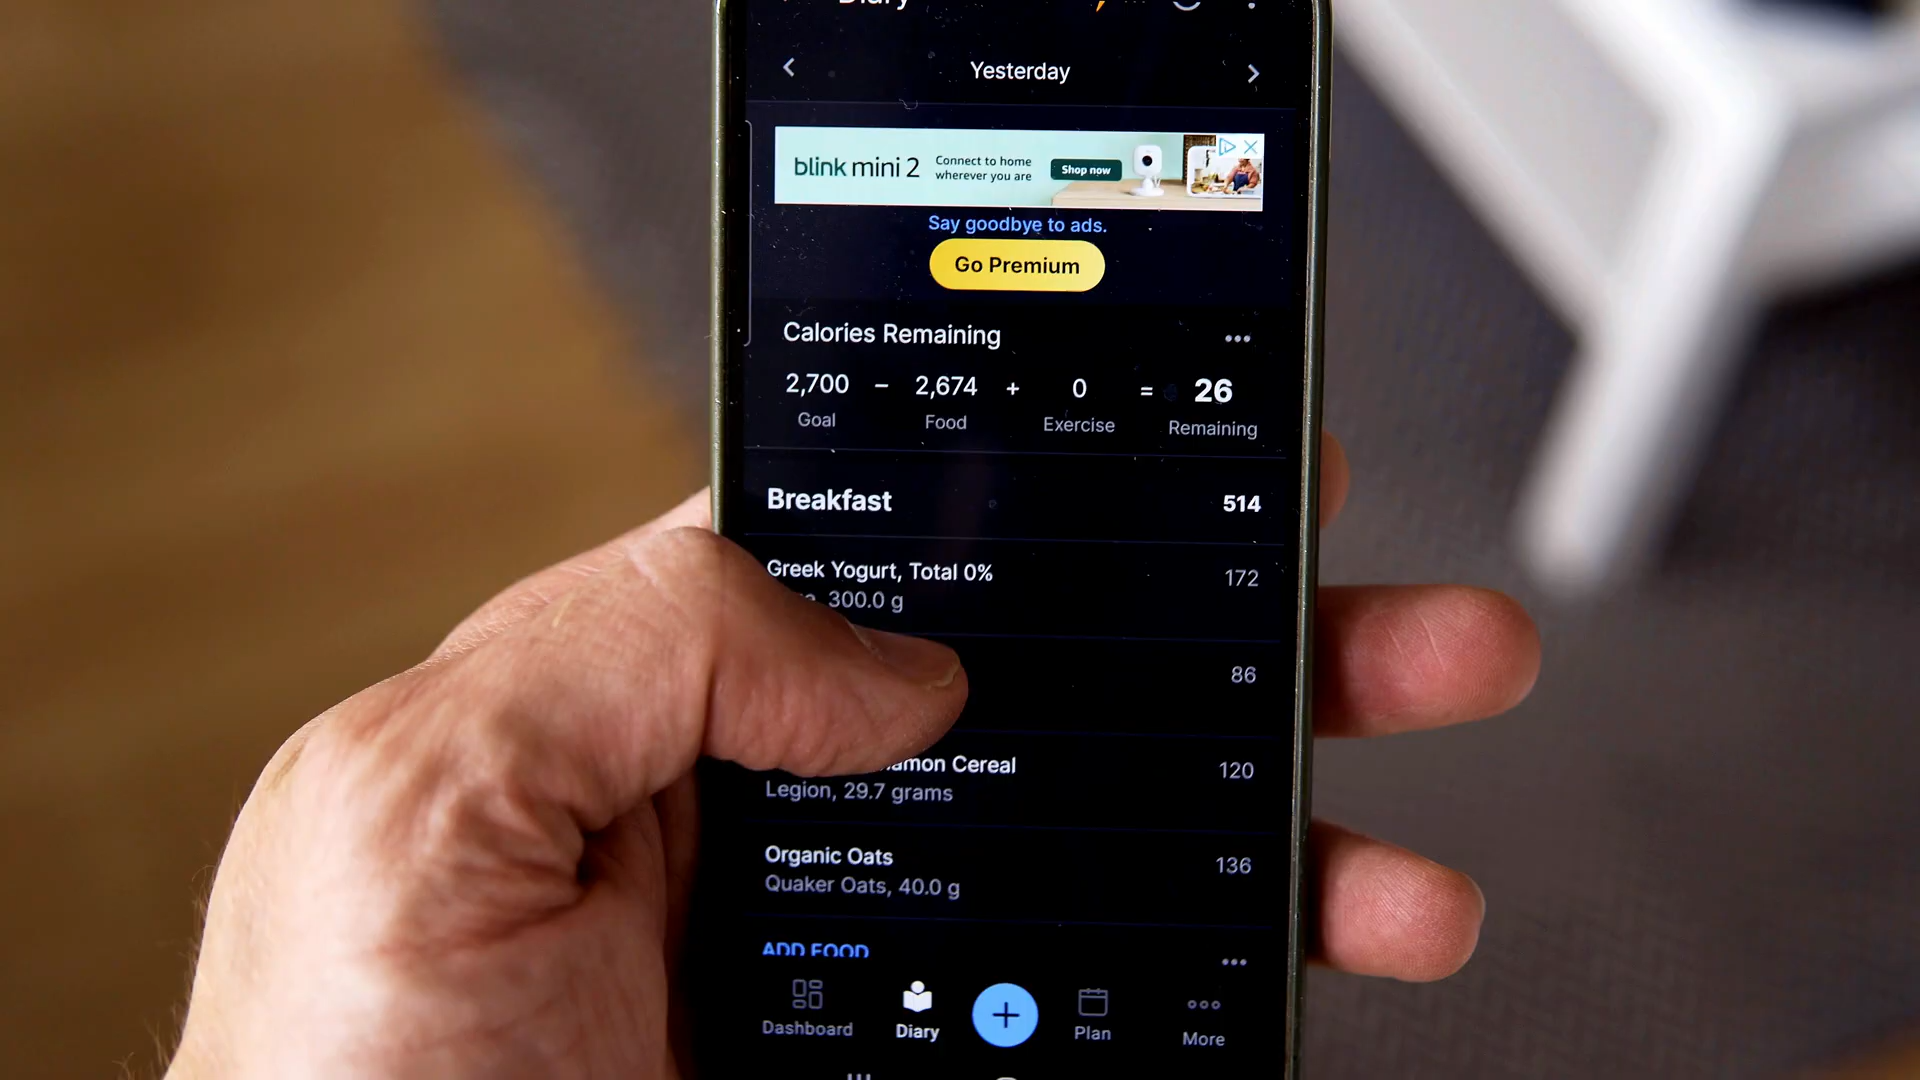 Diary
Yesterday
blink mini 2
Connect to home
wherever you are
Shop now
Say goodbye to ads.
Go Premium
Calories Remaining
2,700 − 2,674 + 0 = 26
Goal Food Exercise Remaining
Breakfast 514
Greek Yogurt, Total 0% 172
300.0 g
86
Cereal 120
Legion, 29.7 grams
Organic Oats 136
Quaker Oats, 40.0 g
ADD FOOD
Dashboard Diary + Plan More